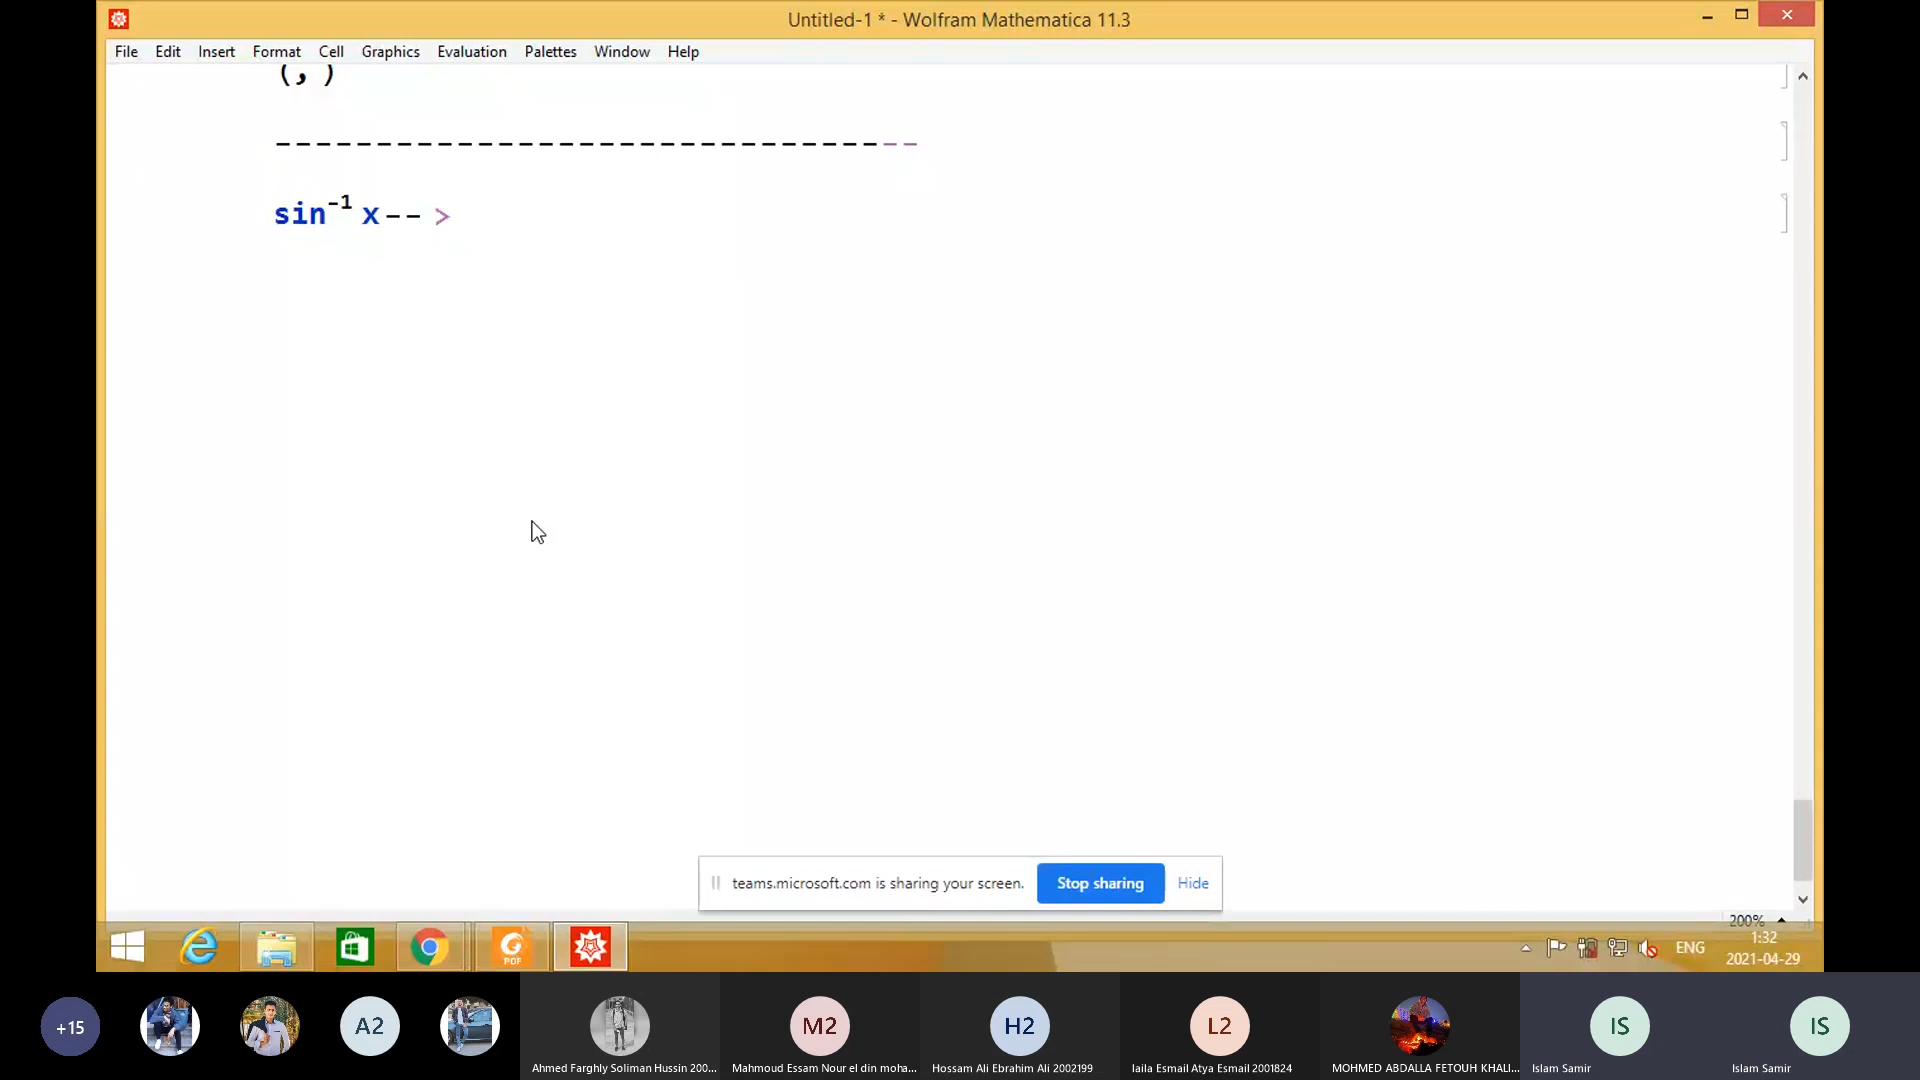 Untitled-1 * - Wolfram Mathematica 11.3
File Edit Insert Format Cell Graphics Evaluation Palettes Window Help
(, )
--------------------------------
sin⁻¹ x-- >
teams.microsoft.com is sharing your screen. Stop sharing Hide
200%
PDF
ENG
1:32
2021-04-29
+15 A2 M2 H2 L2 IS IS
Ahmed Farghly Soliman Hussin 200... Mahmoud Essam Nour el din moha... Hossam Ali Ebrahim Ali 2002199 laila Esmail Atya Esmail 2001824 MOHMED ABDALLA FETOUH KHALI... Islam Samir Islam Samir